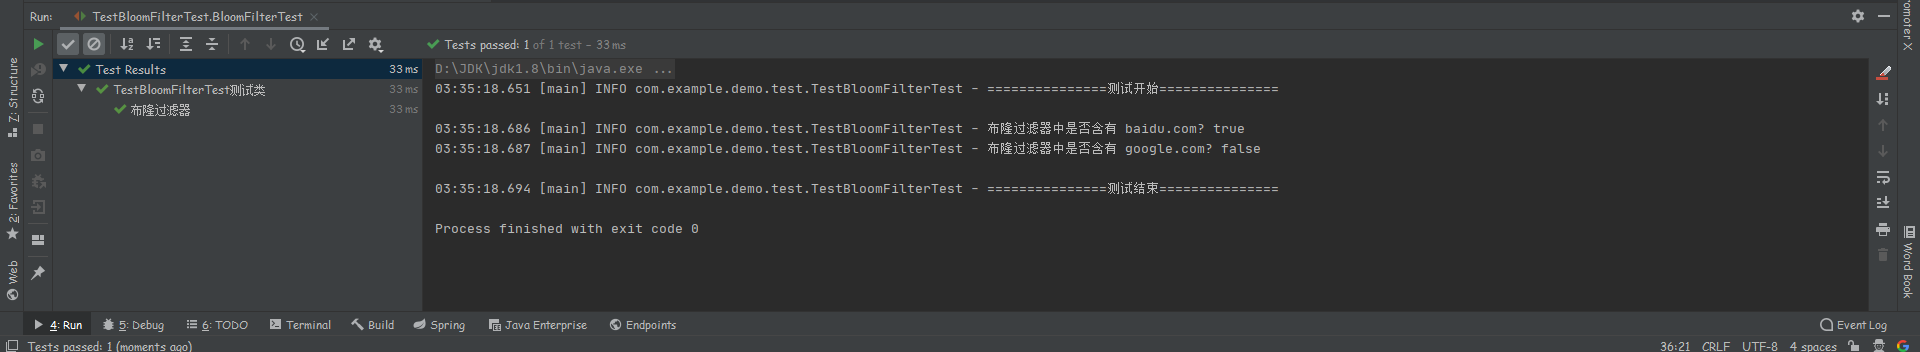 Run: TestBloomFilterTest.BloomFilterTest ×
Tests passed: 1 of 1 test – 33 ms
Test Results 33 ms
TestBloomFilterTest测试类 33 ms
布隆过滤器 33 ms
D:\JDK\jdk1.8\bin\java.exe ...
03:35:18.651 [main] INFO com.example.demo.test.TestBloomFilterTest - ===============测试开始===============
03:35:18.686 [main] INFO com.example.demo.test.TestBloomFilterTest - 布隆过滤器中是否含有 baidu.com? true
03:35:18.687 [main] INFO com.example.demo.test.TestBloomFilterTest - 布隆过滤器中是否含有 google.com? false
03:35:18.694 [main] INFO com.example.demo.test.TestBloomFilterTest - ===============测试结束===============
Process finished with exit code 0
Z: Structure
2: Favorites
Web
Word Book
4: Run 5: Debug 6: TODO Terminal Build Spring Java Enterprise Endpoints Event Log
Tests passed: 1 (moments ago) 36:21 CRLF UTF-8 4 spaces